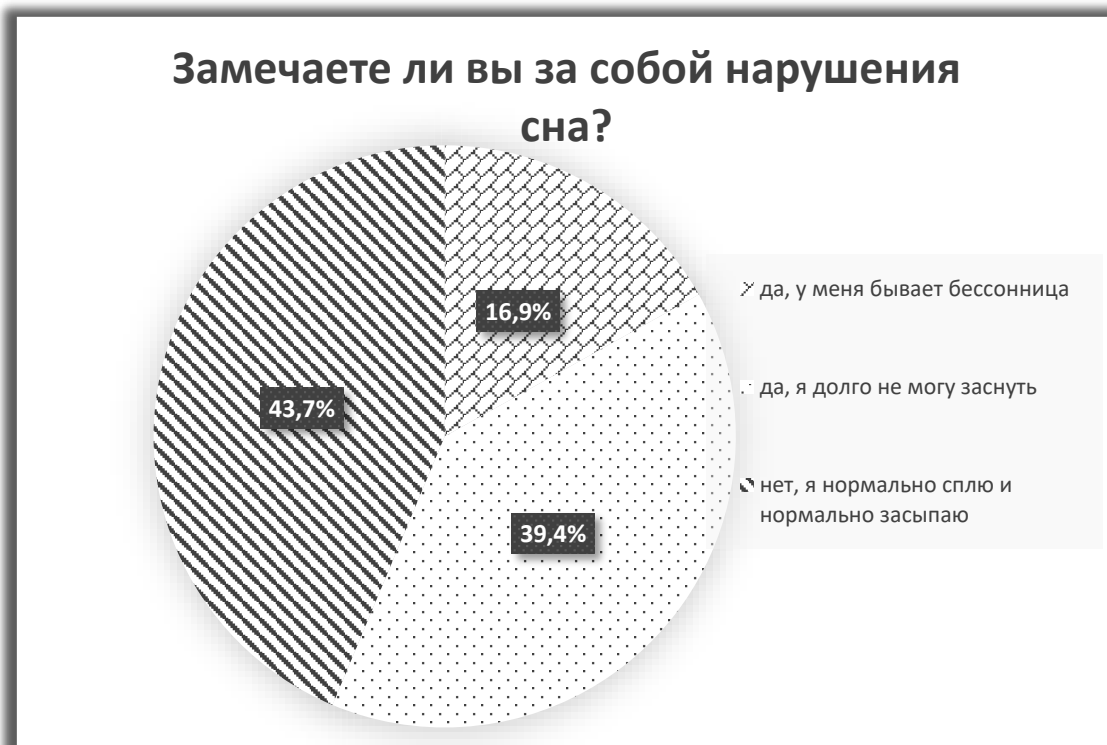 Замечаете ли вы за собой нарушения
сна?
16,9%
43,7%
39,4%
да, у меня бывает бессонница
да, я долго не могу заснуть
нет, я нормально сплю и
нормально засыпаю